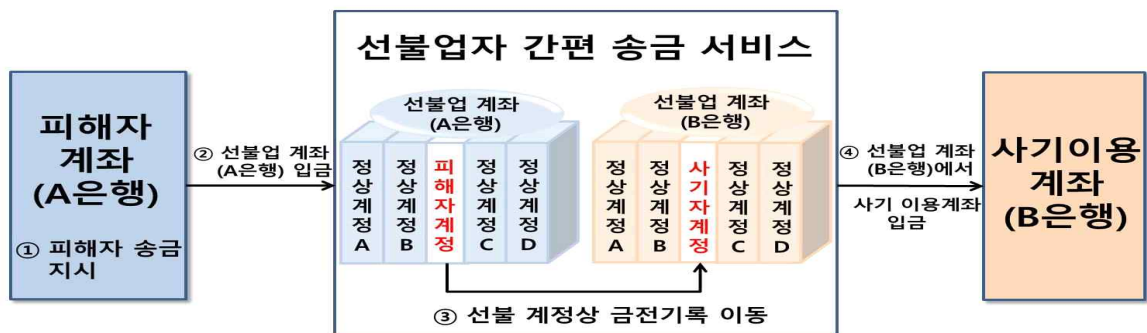 선불업자 간편 송금 서비스
피해자
계좌
(A은행)
① 피해자 송금
지시
② 선불업 계좌
(A은행) 입금
선불업 계좌
(A은행)
정상계정A
정상계정B
피해자계정
정상계정C
정상계정D
선불업 계좌
(B은행)
정상계정A
정상계정B
사기자계정
정상계정C
정상계정D
③ 선불 계정상 금전기록 이동
④ 선불업 계좌
(B은행)에서
사기 이용계좌
입금
사기이용
계좌
(B은행)